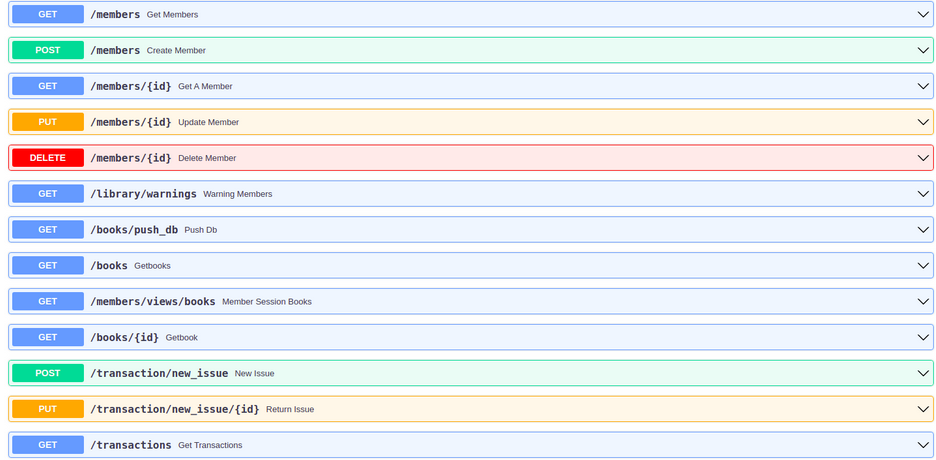 GET /members Get Members
POST /members Create Member
GET /members/{id} Get A Member
PUT /members/{id} Update Member
DELETE /members/{id} Delete Member
GET /library/warnings Warning Members
GET /books/push_db Push Db
GET /books Getbooks
GET /members/views/books Member Session Books
GET /books/{id} Getbook
POST /transaction/new_issue New Issue
PUT /transaction/new_issue/{id} Return Issue
GET /transactions Get Transactions